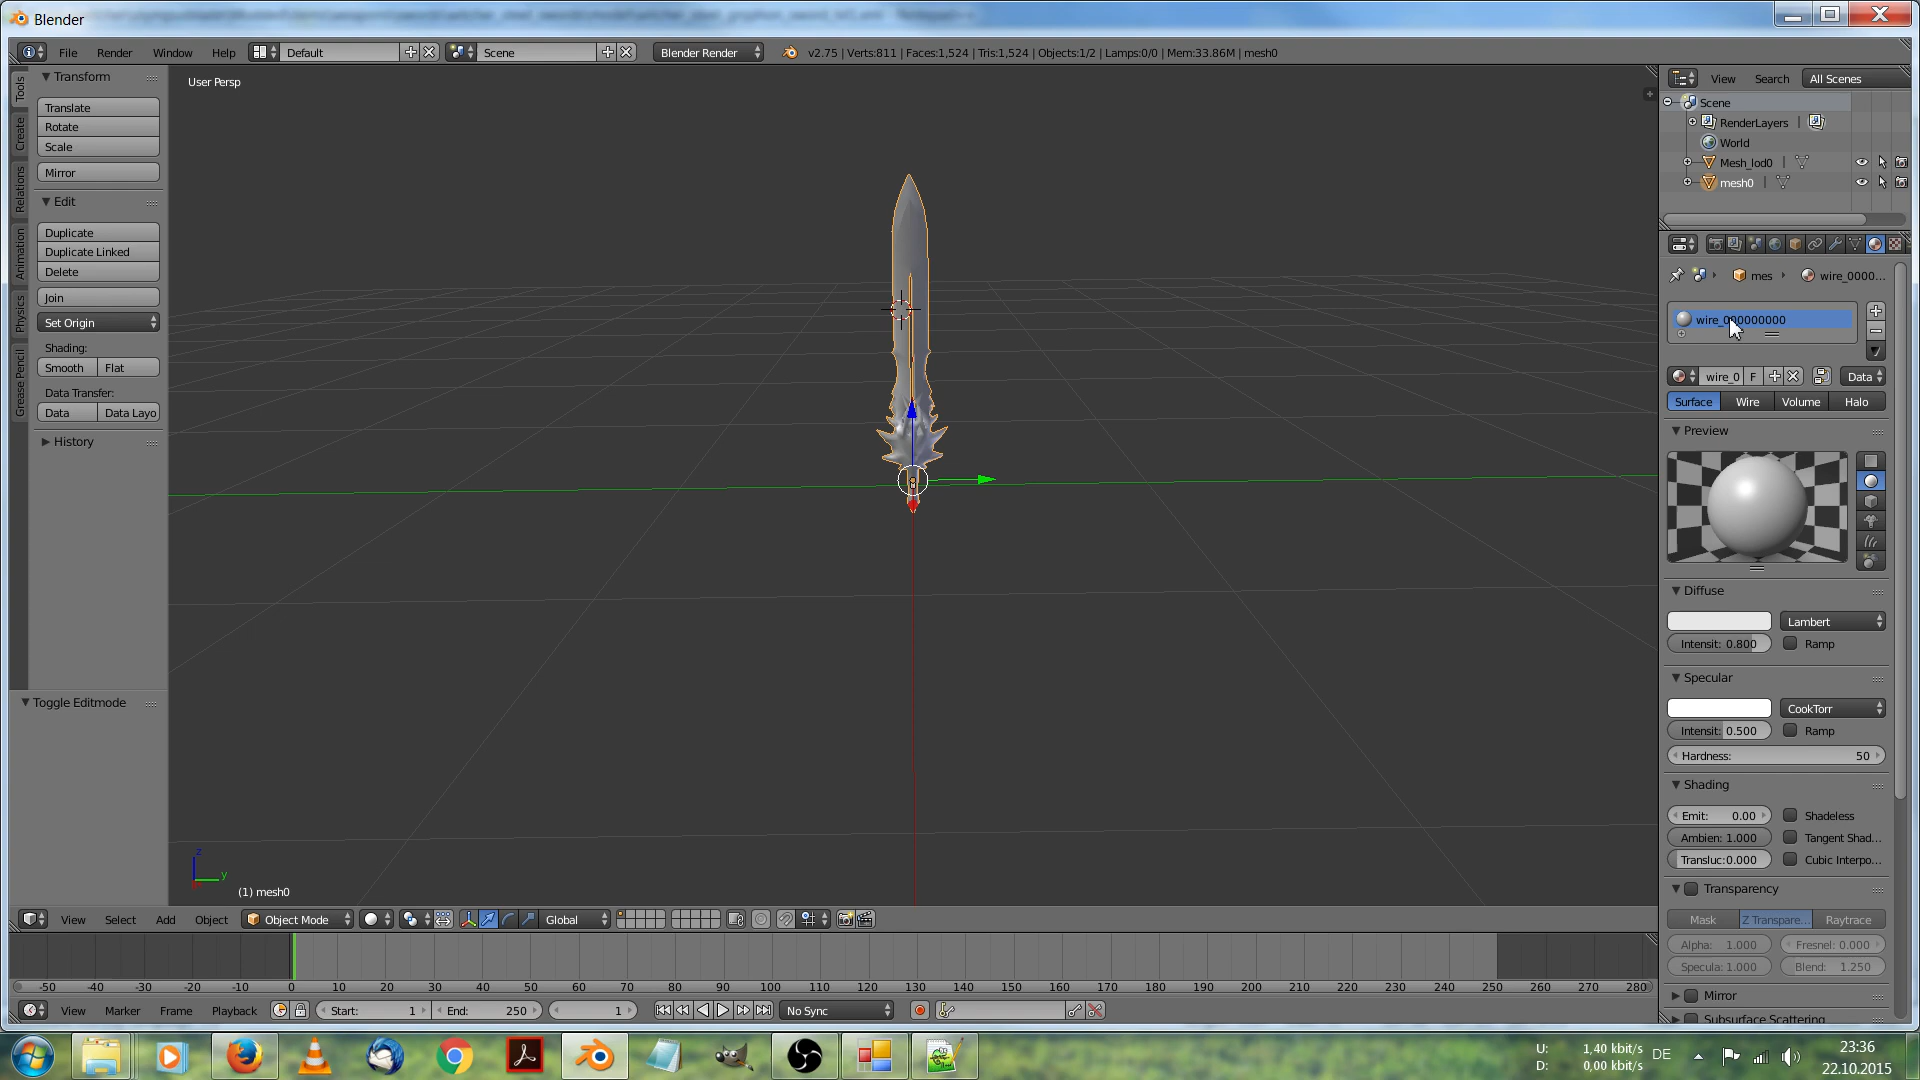 Blender
File Render Window Help Default Scene Blender Render v2.75 | Verts:811 | Faces:1,524 | Tris:1,524 | Objects:1/2 | Lamps:0/0 | Mem:33.86M | mesh0
Tools
Create
Relations
Animation
Physics
Grease Pencil
Transform
Translate
Rotate
Scale
Mirror
Edit
Duplicate
Duplicate Linked
Delete
Join
Set Origin
Shading:
Smooth Flat
Data Transfer:
Data Data Layo
History
Toggle Editmode
User Persp
z
y
(1) mesh0
View Search All Scenes
Scene
RenderLayers |
World
Mesh_lod0 |
mesh0 |
mes wire_0000...
wire_000000000
wire_0 F Data
Surface Wire Volume Halo
Preview
Diffuse
Lambert
Intensit: 0.800 Ramp
Specular
CookTorr
Intensit: 0.500 Ramp
Hardness: 50
Shading
Emit: 0.00 Shadeless
Ambien: 1.000 Tangent Shad...
Transluc:0.000 Cubic Interpo...
Transparency
Mask Z Transpare... Raytrace
Alpha: 1.000 Fresnel: 0.000
Specula: 1.000 Blend: 1.250
Mirror
Subsurface Scattering
View Select Add Object Object Mode Global
-50 -40 -30 -20 -10 0 10 20 30 40 50 60 70 80 90 100 110 120 130 140 150 160 170 180 190 200 210 220 230 240 250 260 270 280
View Marker Frame Playback Start: 1 End: 250 1 No Sync
U: 1,40 kbit/s DE 23:36
D: 0,00 kbit/s 22.10.2015